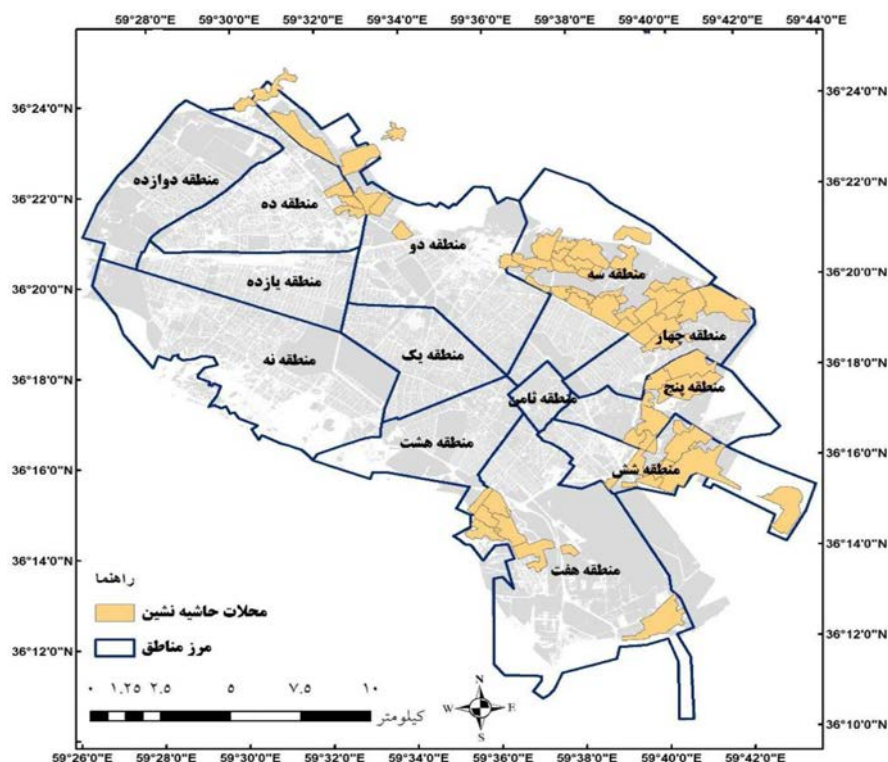 59°26'0"E 59°28'0"E 59°30'0"E 59°32'0"E 59°34'0"E 59°36'0"E 59°38'0"E 59°40'0"E 59°42'0"E 59°44'0"E
36°24'0"N
36°22'0"N
36°20'0"N
36°18'0"N
36°16'0"N
36°14'0"N
36°12'0"N
36°24'0"N
36°22'0"N
36°20'0"N
36°18'0"N
36°16'0"N
36°14'0"N
36°12'0"N
36°10'0"N
منطقه دوازده
منطقه ده
منطقه دو
منطقه سه
منطقه یازده
منطقه چهار
منطقه یک
منطقه نه
منطقه پنج
منطقه ثامن
منطقه هشت
منطقه شش
منطقه هفت
راهنما
محلات حاشیه نشین
مرز مناطق
۰ ۱.۲۵ ۲.۵ ۵ ۷.۵ ۱۰
کیلومتر
N
W E
S
59°26'0"E 59°28'0"E 59°30'0"E 59°32'0"E 59°34'0"E 59°36'0"E 59°38'0"E 59°40'0"E 59°42'0"E